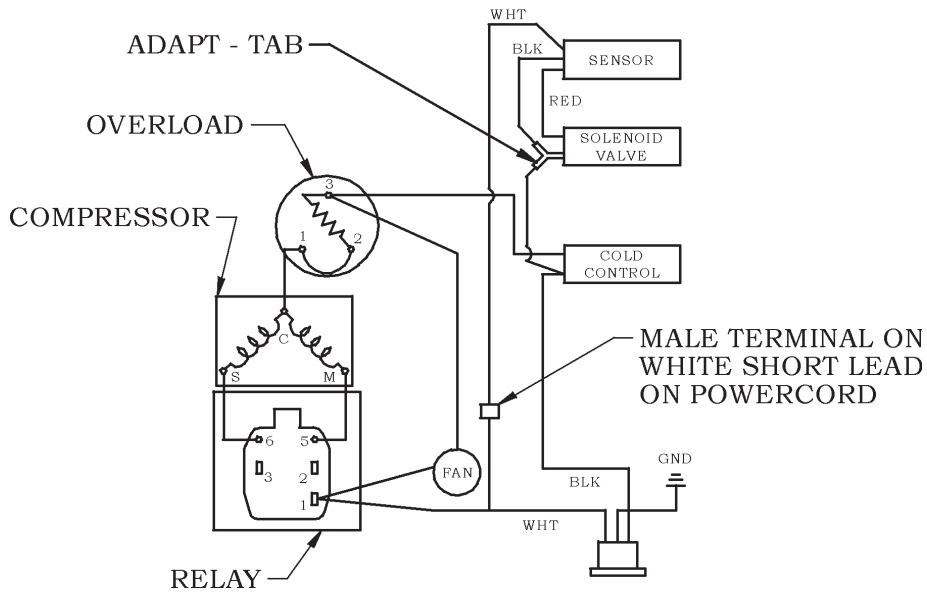 WHT
ADAPT - TAB
BLK
SENSOR
RED
OVERLOAD
SOLENOID
VALVE
3
COMPRESSOR
1
2
COLD
CONTROL
C
MALE TERMINAL ON
WHITE SHORT LEAD
ON POWERCORD
S
M
6
5
3
2
1
FAN
GND
BLK
WHT
RELAY